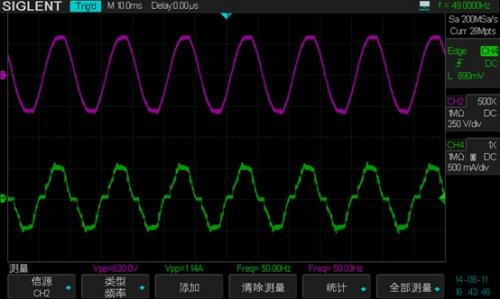 SIGLENT Trig'd M 10.0ms Delay:0.00µs f = 49.0000Hz
Sa 200MSa/s
Curr 28Mpts
Edge CH4
DC
L 890mV
CH2 500X
1MΩ DC
250 V/div
CH4 1X
1MΩ B DC
500 mA/div
测量 Vpp=620.0V Vpp=1.14A Freq= 50.00Hz Freq= 50.03Hz
信源 CH2
类型 频率
添加
清除测量
统计
全部测量
14-08-11
16:43:46